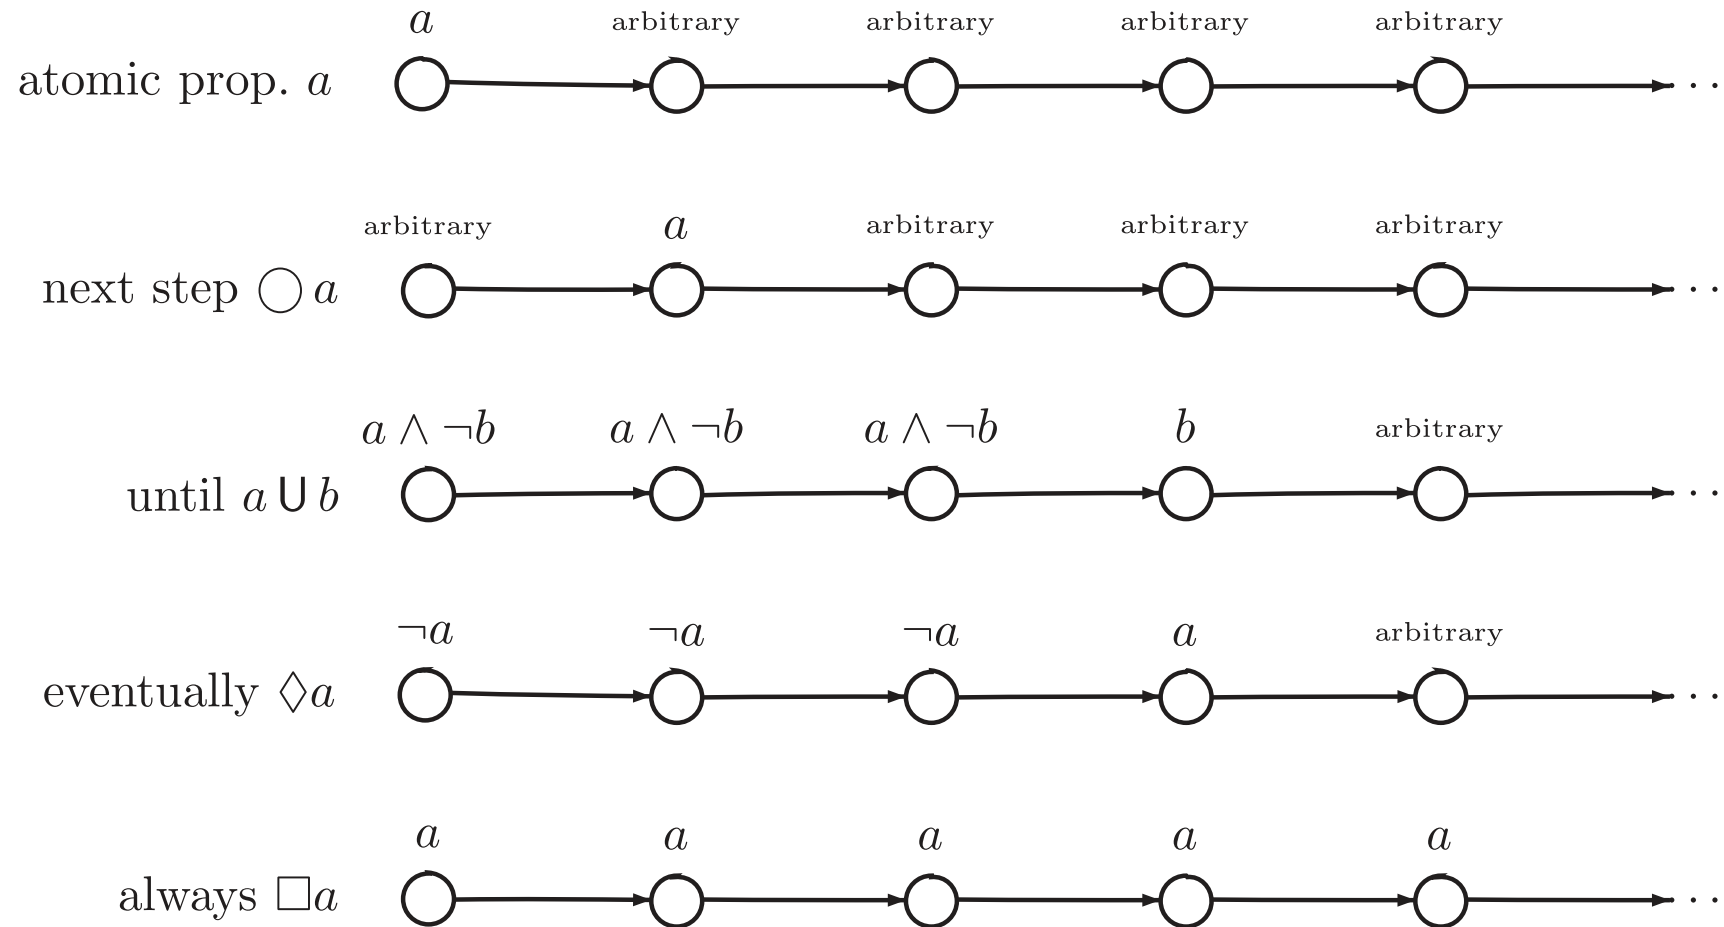 a arbitrary arbitrary arbitrary arbitrary
atomic prop. a · · ·
arbitrary a arbitrary arbitrary arbitrary
next step ◯ a · · ·
a ∧ ¬b a ∧ ¬b a ∧ ¬b b arbitrary
until a U b · · ·
¬a ¬a ¬a a arbitrary
eventually ◊a · · ·
a a a a a
always □a · · ·